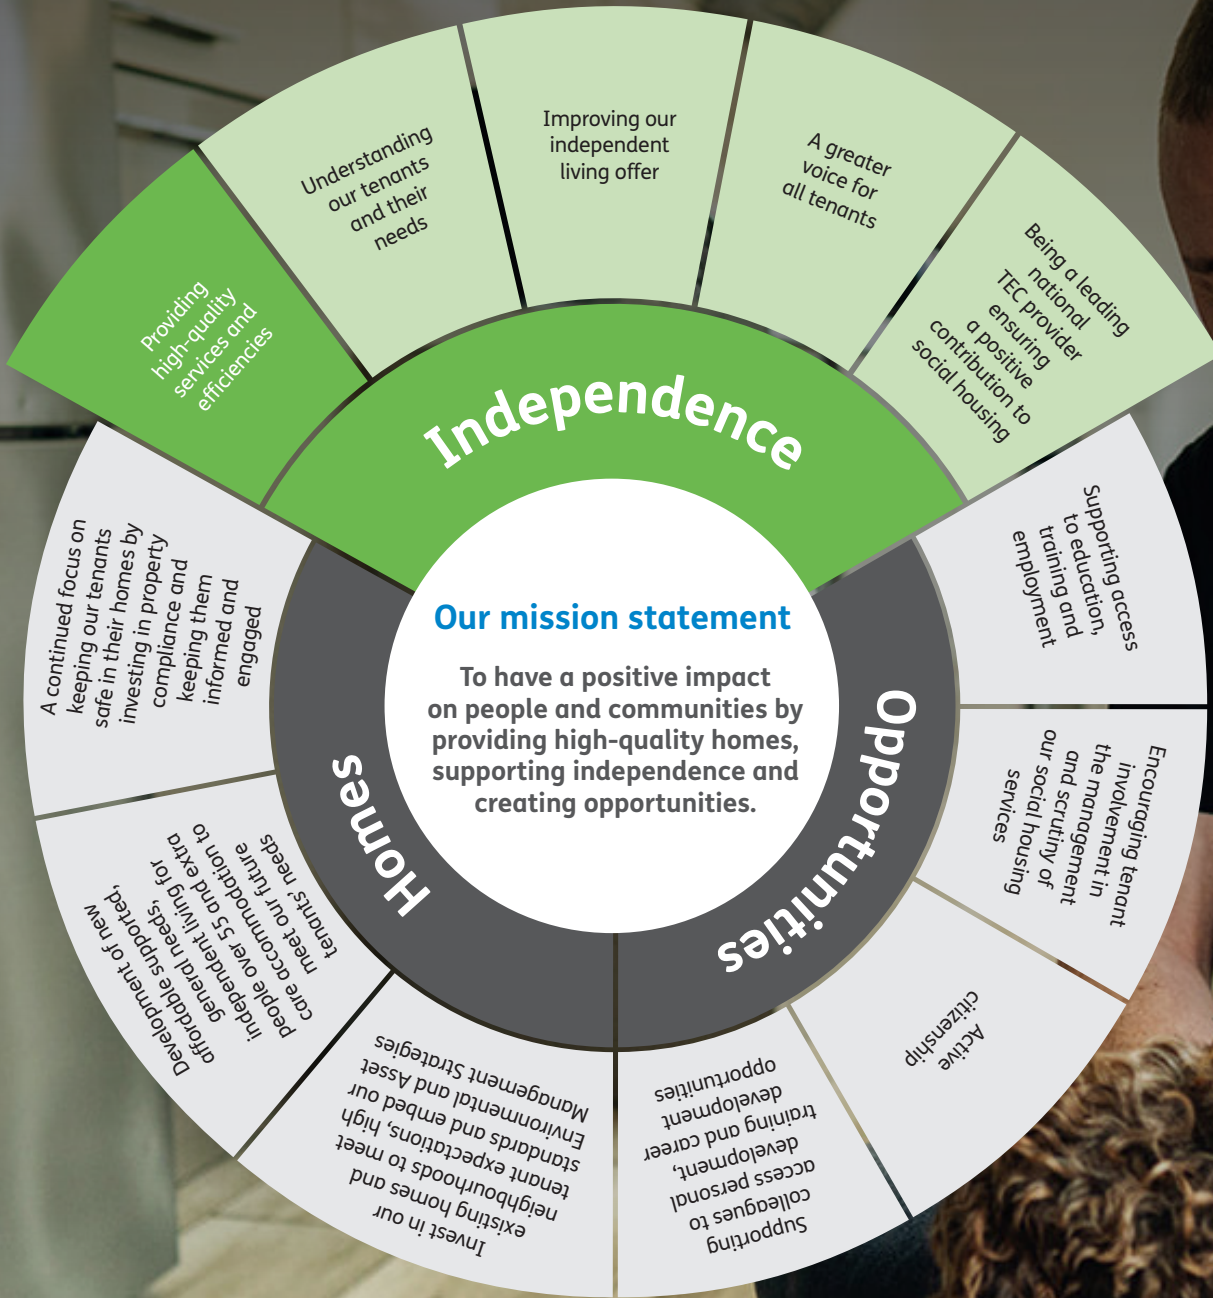 Our mission statement
To have a positive impact
on people and communities by
providing high-quality homes,
supporting independence and
creating opportunities.
Independence
Providing
high-quality
services and
efficiencies
Understanding
our tenants
and their
needs
Improving our
independent
living offer
A greater
voice for
all tenants
Being a leading
national
TEC provider
ensuring
a positive
contribution to
social housing
Opportunities
Supporting access
to education,
training and
employment
Encouraging tenant
involvement in
the management
and scrutiny of
our social housing
services
Active
citizenship
Supporting
colleagues to
access personal
development,
training and career
development
opportunities
Homes
Invest in our
existing homes and
neighbourhoods to meet
tenant expectations, high
standards and embed our
Environmental and Asset
Management Strategies
Development of new
affordable supported,
general needs,
independent living for
people over 55 and extra
care accommodation to
meet our future
tenants' needs
A continued focus on
keeping our tenants
safe in their homes by
investing in property
compliance and
keeping them
informed and
engaged